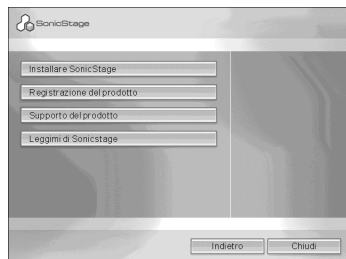 SonicStage
Installare SonicStage
Registrazione del prodotto
Supporto del prodotto
Leggimi di Sonicstage
Indietro
Chiudi